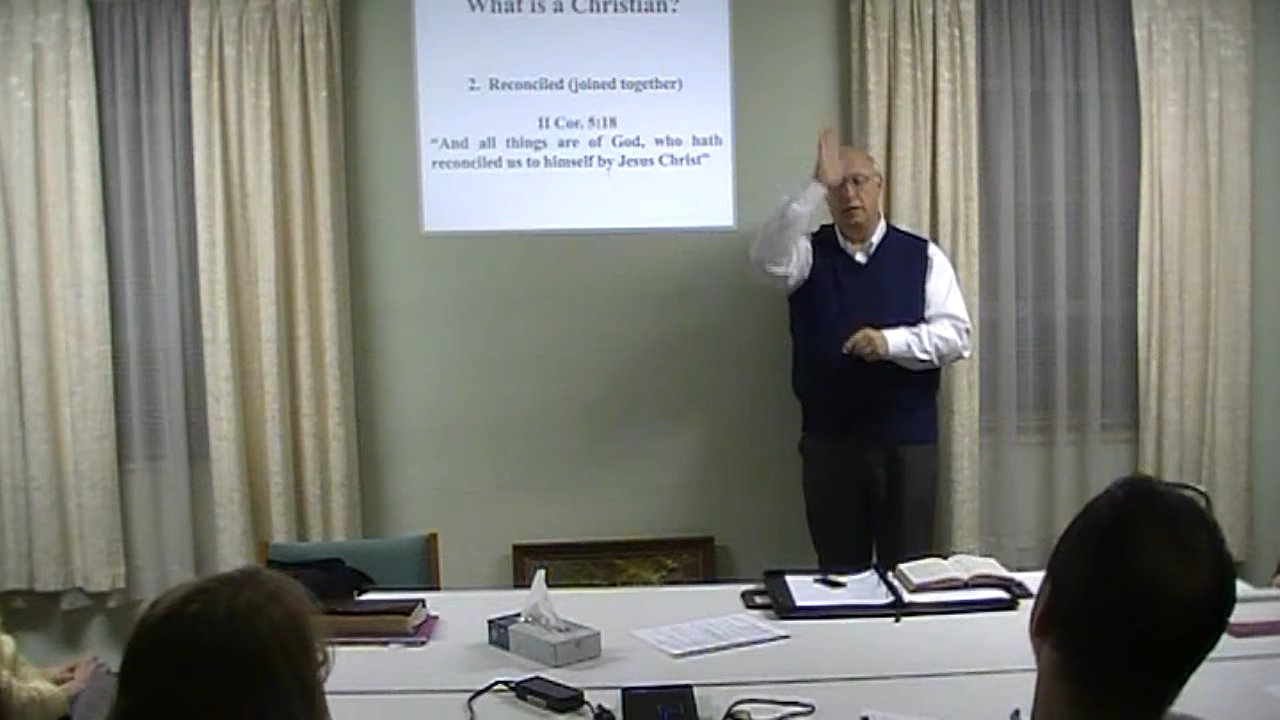 What is a Christian?
2. Reconciled (joined together)
II Cor. 5:18
"And all things are of God, who hath
reconciled us to himself by Jesus Christ"